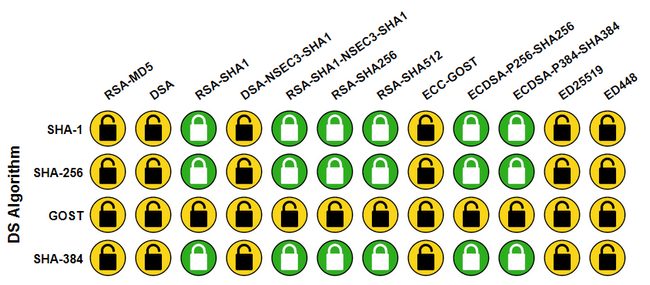 RSA-MD5
DSA
RSA-SHA1
DSA-NSEC3-SHA1
RSA-SHA1-NSEC3-SHA1
RSA-SHA256
RSA-SHA512
ECC-GOST
ECDSA-P256-SHA256
ECDSA-P384-SHA384
ED25519
ED448
DS Algorithm
SHA-1
SHA-256
GOST
SHA-384